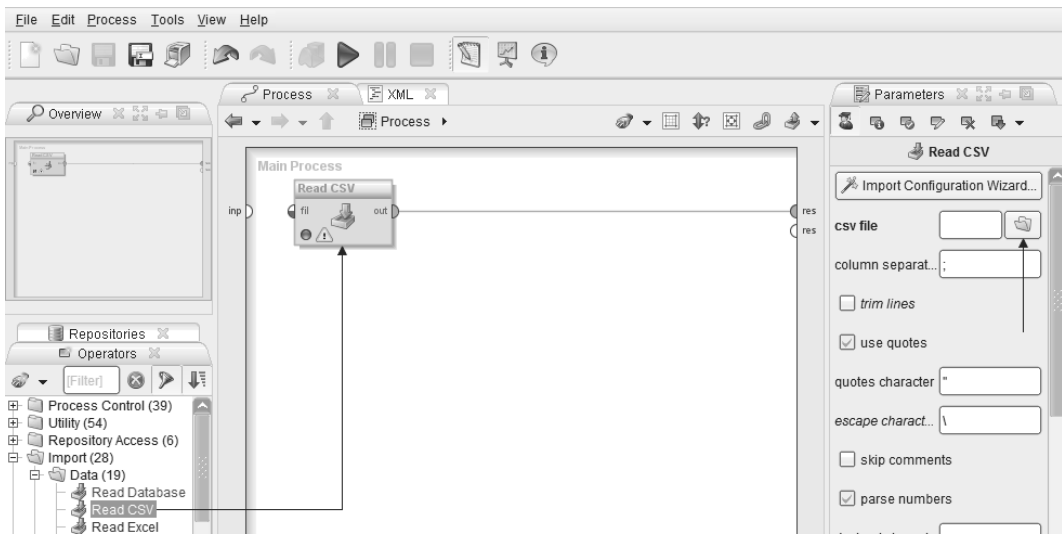 File Edit Process Tools View Help
Overview
Process
XML
Parameters
Process
Read CSV
Main Process
Read CSV
inp
fil
out
res
res
Import Configuration Wizard...
csv file
column separat... ;
trim lines
use quotes
quotes character "
escape charact... \
skip comments
parse numbers
Repositories
Operators
[Filter]
Process Control (39)
Utility (54)
Repository Access (6)
Import (28)
Data (19)
Read Database
Read CSV
Read Excel